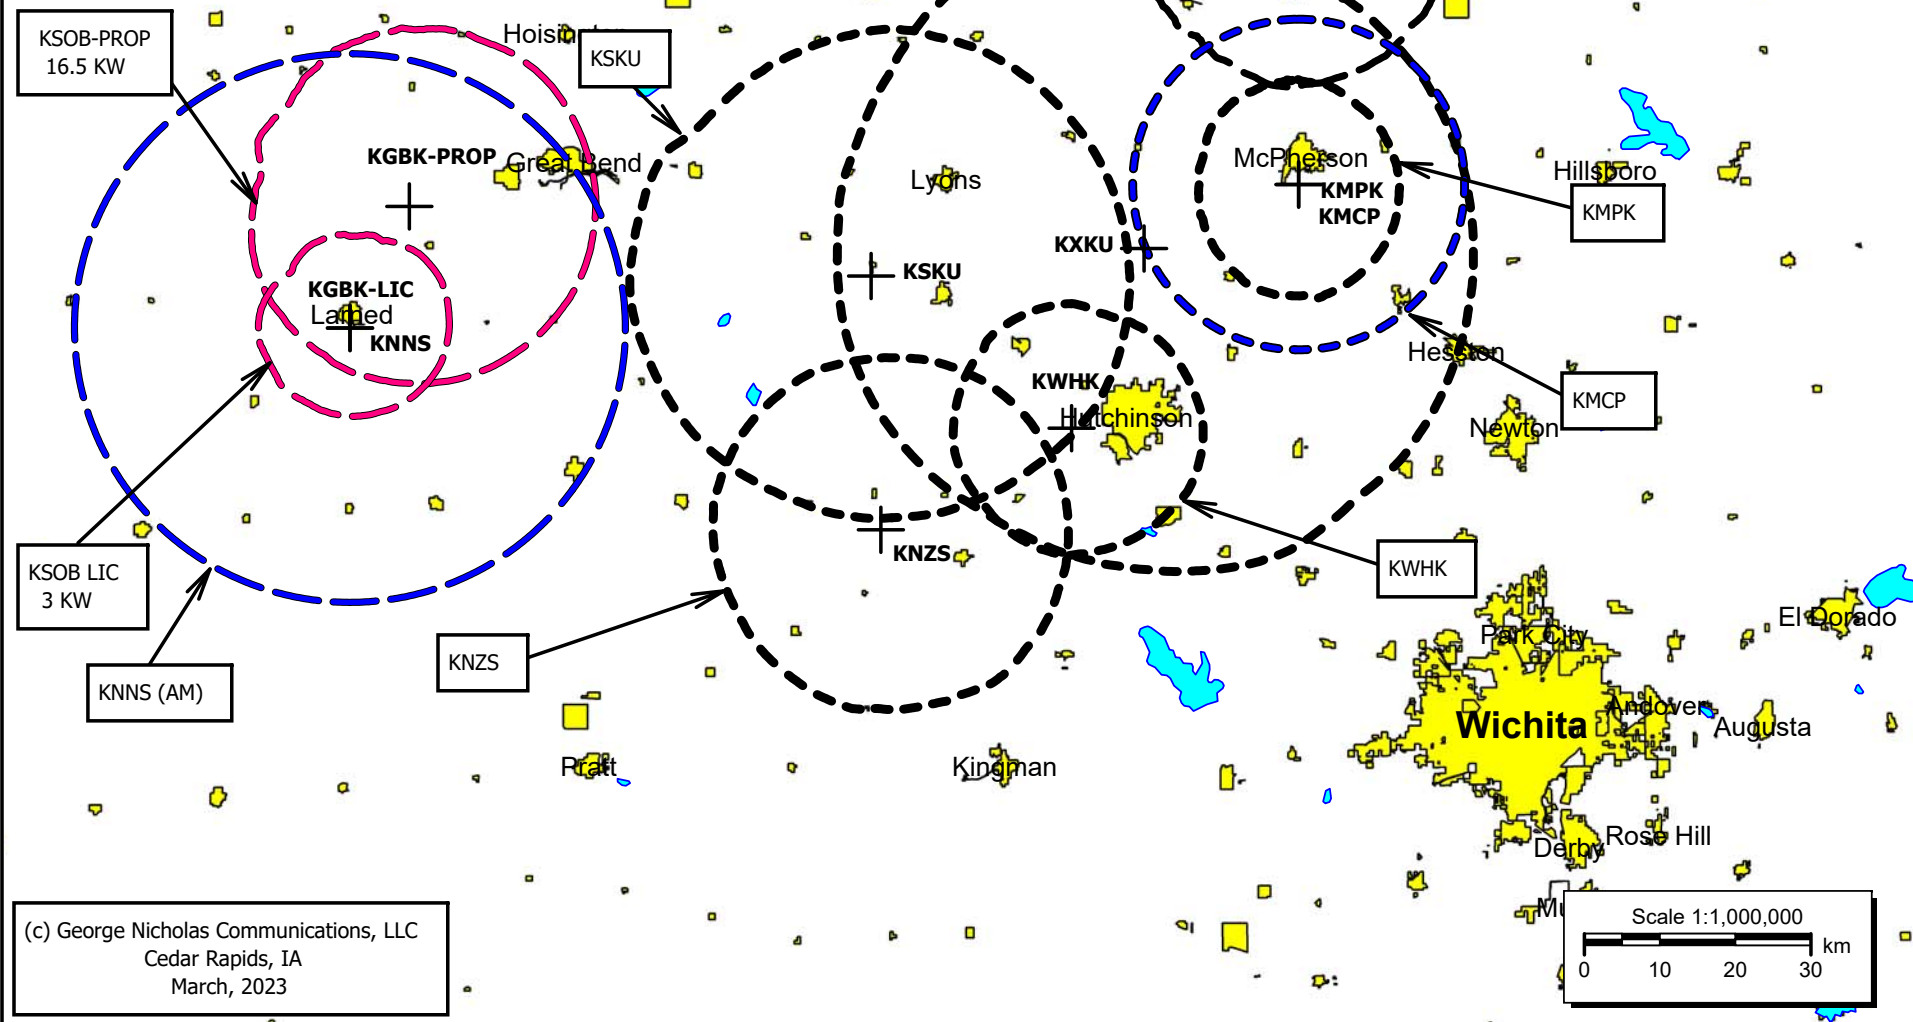 KSOB-PROP
16.5 KW
Hoisin
KSKU
KGBK-PROP
Great Bend
Lyons
McPherson
KMPK
KMCP
Hillsboro
KMPK
KXKU
KSKU
KGBK-LIC
Larned
KNNS
Hesston
KWHK
Hutchinson
KMCP
Newton
KNZS
KWHK
KSOB LIC
3 KW
KNNS (AM)
KNZS
Park City
El Dorado
Wichita
Andover
Augusta
Pratt
Kingman
Derby
Rose Hill
Mu
(c) George Nicholas Communications, LLC
Cedar Rapids, IA
March, 2023
Scale 1:1,000,000
km
0 10 20 30